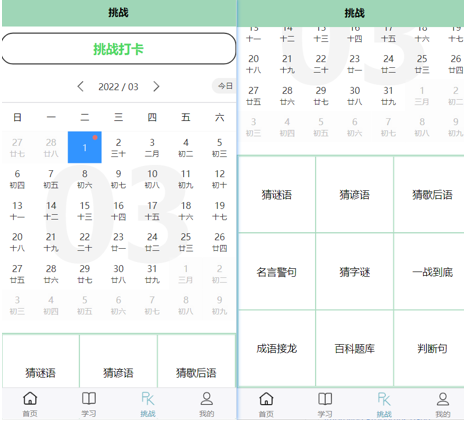 挑战
挑战打卡
2022 / 03
今日
日 一 二 三 四 五 六
27 28 1 2 3 4 5
廿七 廿八 三十 二月 初二 初三
6 7 8 9 10 11 12
初四 初五 初六 初七 初八 初九 初十
13 14 15 16 17 18 19
十一 十二 十三 十四 十五 十六 十七
20 21 22 23 24 25 26
十八 十九 二十 廿一 廿二 廿三 廿四
27 28 29 30 31 1 2
廿五 廿六 廿七 廿八 廿九 三月 初二
3 4 5 6 7 8 9
初三 初四 初五 初六 初七 初八 初九
03
猜谜语 猜谚语 猜歇后语
首页 学习 挑战 我的
挑战
13 14 15 16 17 18 19
十一 十二 十三 十四 十五 十六 十七
20 21 22 23 24 25 26
十八 十九 二十 廿一 廿二 廿三 廿四
27 28 29 30 31 1 2
廿五 廿六 廿七 廿八 廿九 三月 初二
3 4 5 6 7 8 9
初三 初四 初五 初六 初七 初八 初九
03
猜谜语 猜谚语 猜歇后语
名言警句 猜字谜 一战到底
成语接龙 百科题库 判断句
首页 学习 挑战 我的